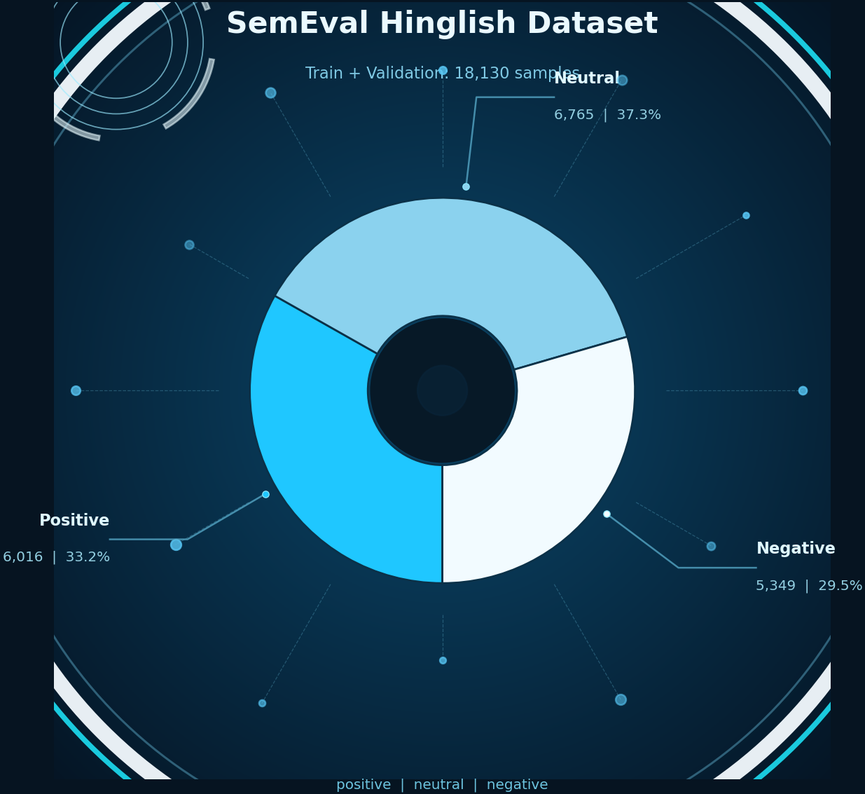 SemEval Hinglish Dataset
Train + Validation: 18,130 samples
Neutral
6,765 | 37.3%
Positive
6,016 | 33.2%
Negative
5,349 | 29.5%
positive | neutral | negative